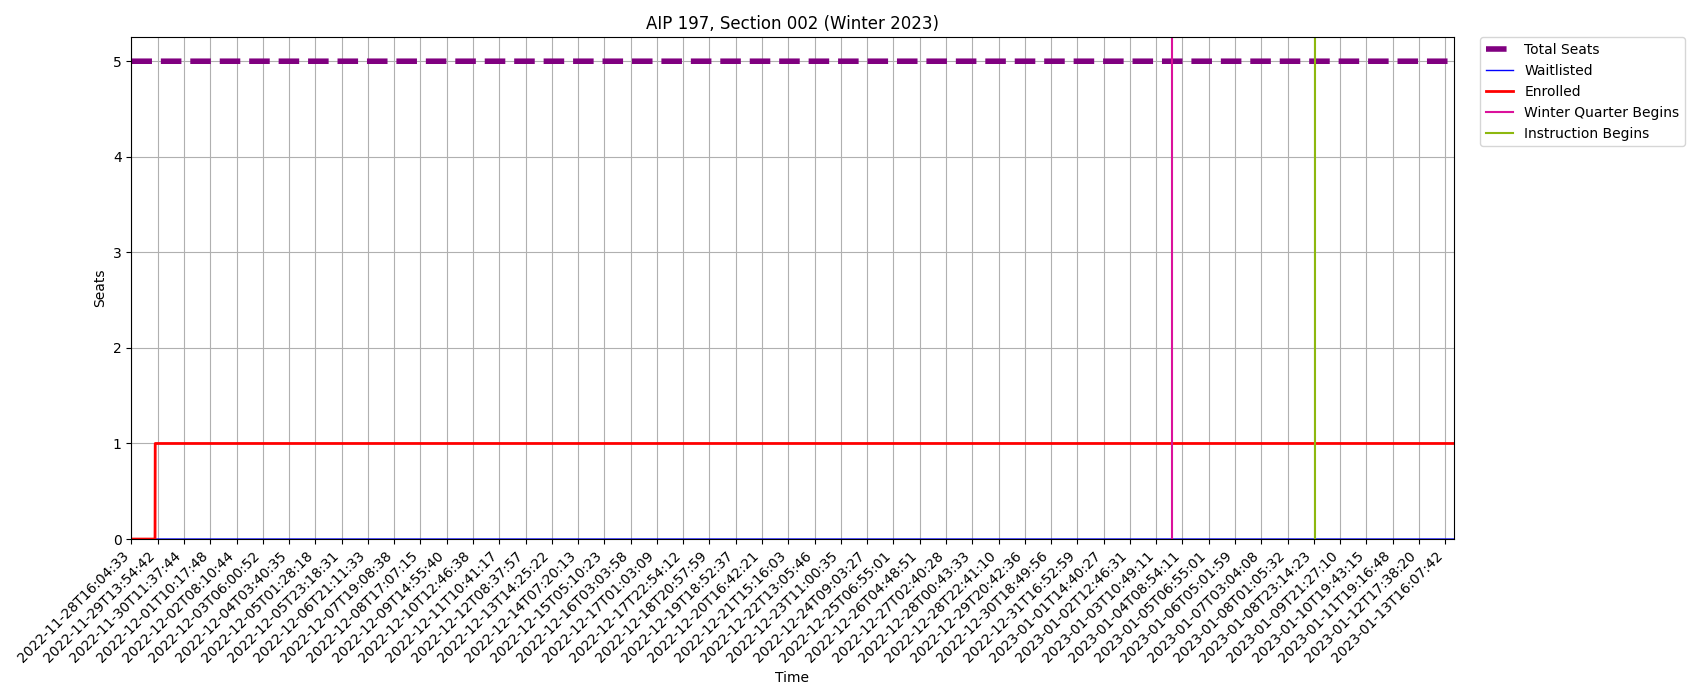 AIP 197, Section 002 (Winter 2023)
Total Seats
Waitlisted
Enrolled
Winter Quarter Begins
Instruction Begins
Seats
5
4
3
2
1
0
2022-11-28T16:04:33
2022-11-29T13:54:42
2022-11-30T11:37:44
2022-12-01T10:17:48
2022-12-02T08:10:44
2022-12-03T06:00:52
2022-12-04T03:40:35
2022-12-05T01:28:18
2022-12-05T23:18:31
2022-12-06T21:11:33
2022-12-07T19:08:38
2022-12-08T17:07:15
2022-12-09T14:55:40
2022-12-10T12:46:38
2022-12-11T10:41:17
2022-12-12T08:37:57
2022-12-13T14:25:22
2022-12-14T07:20:13
2022-12-15T05:10:23
2022-12-16T03:03:58
2022-12-17T01:03:09
2022-12-17T22:54:12
2022-12-18T20:57:59
2022-12-19T18:52:37
2022-12-20T16:42:21
2022-12-21T15:16:03
2022-12-22T13:05:46
2022-12-23T11:00:35
2022-12-24T09:03:27
2022-12-25T06:55:01
2022-12-26T04:48:51
2022-12-27T02:40:28
2022-12-28T00:43:33
2022-12-28T22:41:10
2022-12-29T20:42:36
2022-12-30T18:49:56
2022-12-31T16:52:59
2023-01-01T14:40:27
2023-01-02T12:46:31
2023-01-03T10:49:11
2023-01-04T08:54:11
2023-01-05T06:55:01
2023-01-06T05:01:59
2023-01-07T03:04:08
2023-01-08T01:05:32
2023-01-08T23:14:23
2023-01-09T21:27:10
2023-01-10T19:43:15
2023-01-11T19:16:48
2023-01-12T17:38:20
2023-01-13T16:07:42
Time